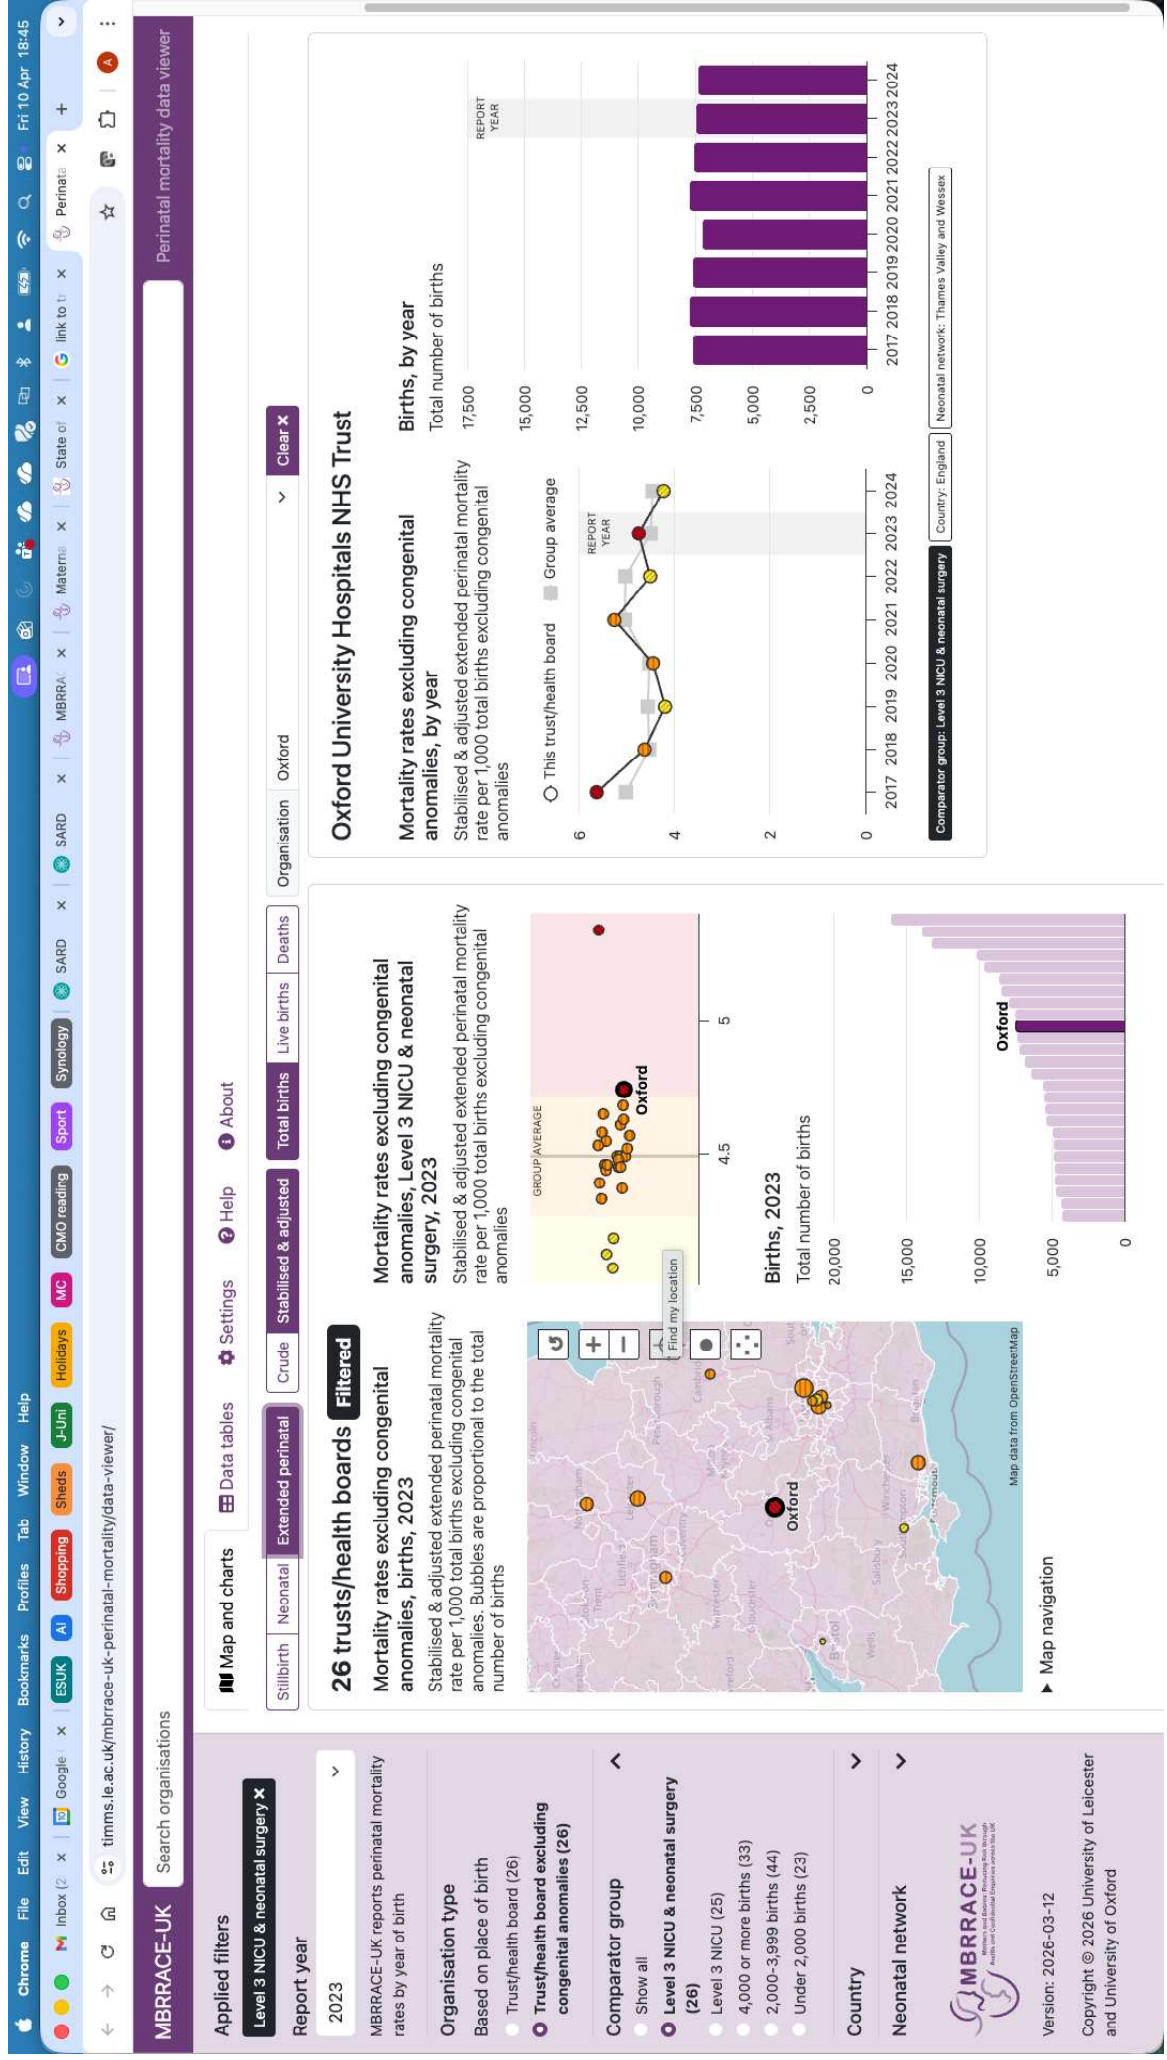 Chrome File Edit View History Bookmarks Profiles Tab Window Help
Fri 10 Apr 18:45
Inbox (2
Google
ESUK
AI
Shopping
Sheds
J-Uni
Holidays
MC
CMO reading
Sport
Synology
SARD
SARD
MBRRA
Materna
State of
link to tr
Perinata
timms.le.ac.uk/mbrrace-uk-perinatal-mortality/data-viewer/
A
MBRRACE-UK
Search organisations
Perinatal mortality data viewer
Applied filters
Level 3 NICU & neonatal surgery ×
Report year
2023
MBRRACE-UK reports perinatal mortality
rates by year of birth
Organisation type
Based on place of birth
Trust/health board (26)
Trust/health board excluding
congenital anomalies (26)
Comparator group
Show all
Level 3 NICU & neonatal surgery
(26)
Level 3 NICU (25)
4,000 or more births (33)
2,000-3,999 births (44)
Under 2,000 births (23)
Country
Neonatal network
MBRRACE-UK
Version: 2026-03-12
Copyright © 2026 University of Leicester
and University of Oxford
Map and charts
Data tables
Settings
Help
About
Stillbirth
Neonatal
Extended perinatal
Crude
Stabilised & adjusted
Total births
Live births
Deaths
Organisation
Oxford
Clear ×
26 trusts/health boards Filtered
Mortality rates excluding congenital
anomalies, births, 2023
Stabilised & adjusted extended perinatal mortality
rate per 1,000 total births excluding congenital
anomalies. Bubbles are proportional to the total
number of births
Oxford
Salisbury
Wells
Find my location
Map data from OpenStreetMap
▶ Map navigation
Mortality rates excluding congenital
anomalies, Level 3 NICU & neonatal
surgery, 2023
Stabilised & adjusted extended perinatal mortality
rate per 1,000 total births excluding congenital
anomalies
GROUP AVERAGE
Oxford
4.5
5
Births, 2023
Total number of births
20,000
15,000
10,000
5,000
0
Oxford
Oxford University Hospitals NHS Trust
Mortality rates excluding congenital
anomalies, by year
Stabilised & adjusted extended perinatal mortality
rate per 1,000 total births excluding congenital
anomalies
This trust/health board
Group average
REPORT
YEAR
6
4
2
0
2017 2018 2019 2020 2021 2022 2023 2024
Births, by year
Total number of births
REPORT
YEAR
17,500
15,000
12,500
10,000
7,500
5,000
2,500
0
2017 2018 2019 2020 2021 2022 2023 2024
Comparator group: Level 3 NICU & neonatal surgery
Country: England
Neonatal network: Thames Valley and Wessex